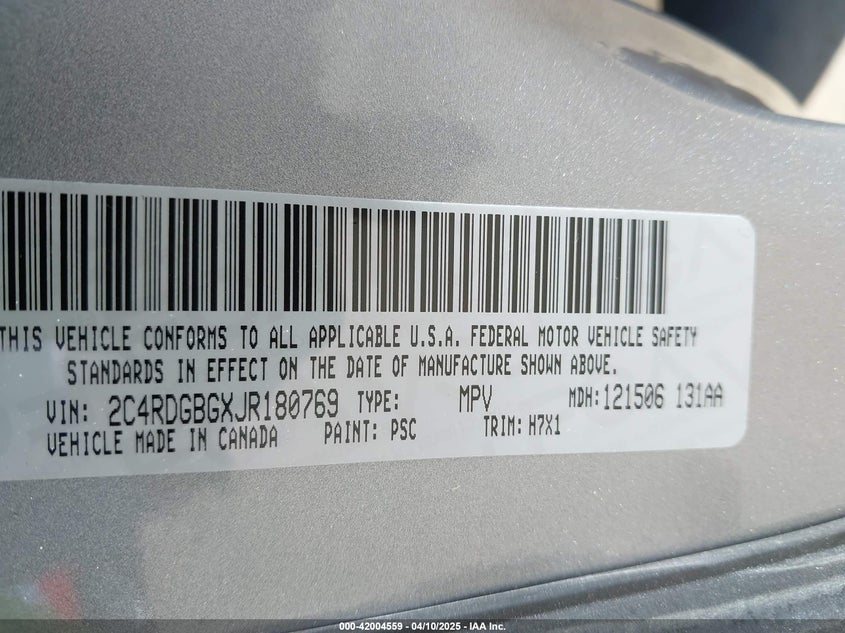 THIS VEHICLE CONFORMS TO ALL APPLICABLE U.S.A. FEDERAL MOTOR VEHICLE SAFETY
STANDARDS IN EFFECT ON THE DATE OF MANUFACTURE SHOWN ABOVE.
VIN: 2C4RDGBGXJR180769 TYPE: MPV MDH:121506 131AA
VEHICLE MADE IN CANADA PAINT: PSC TRIM: H7X1
000-42004559 - 04/10/2025 - IAA Inc.